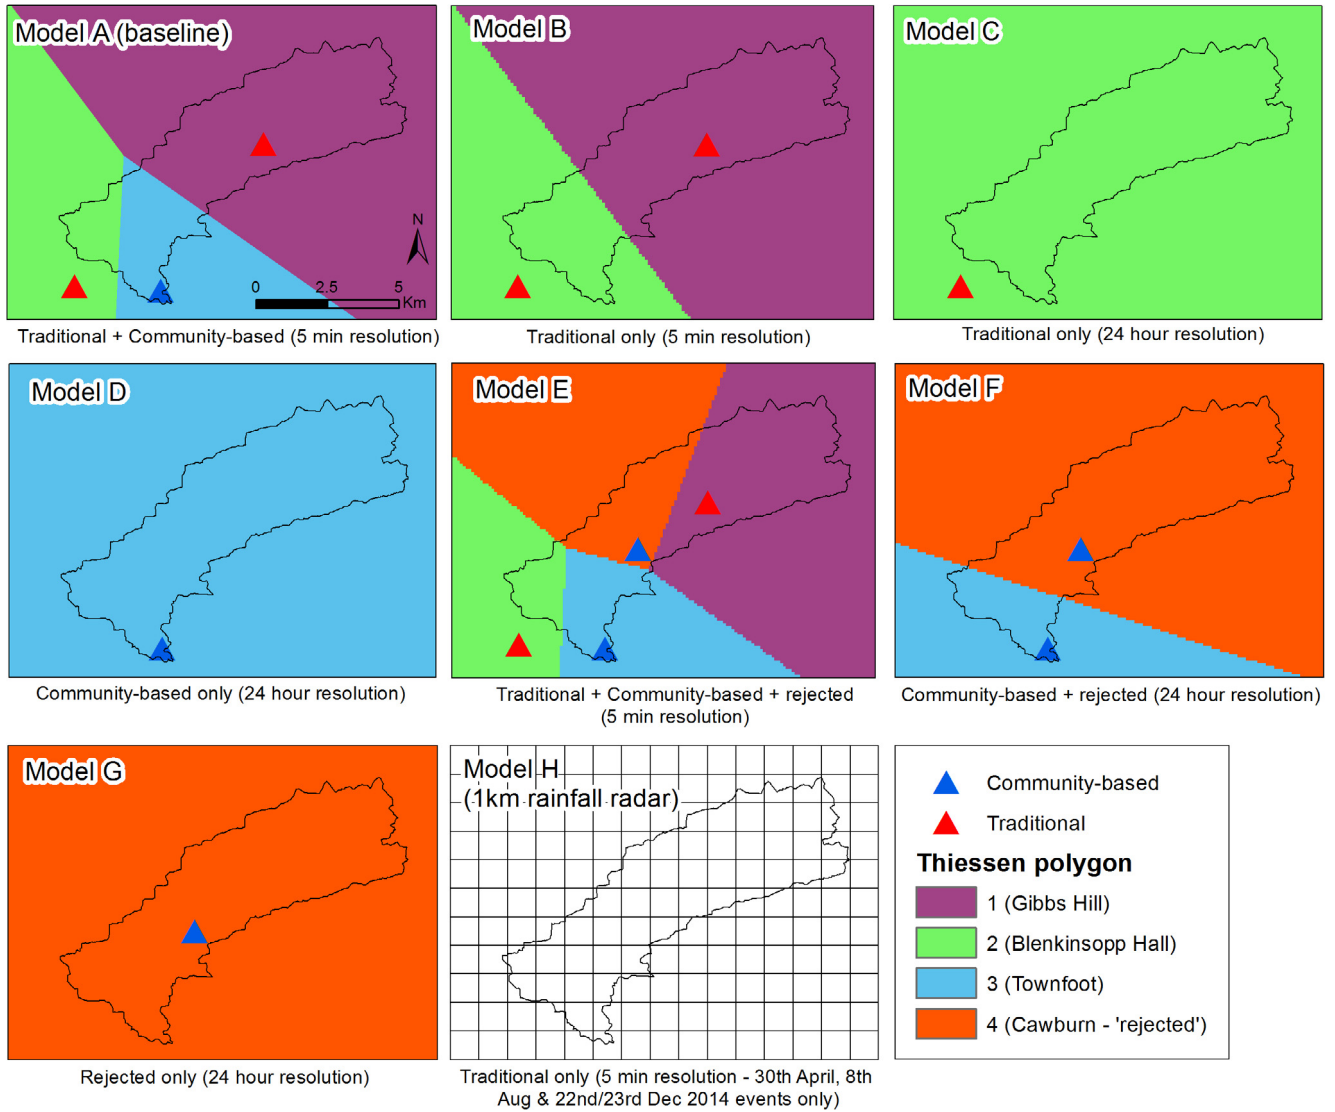 Model A (baseline)
N
0 2.5 5
Km
Traditional + Community-based (5 min resolution)
Model B
Traditional only (5 min resolution)
Model C
Traditional only (24 hour resolution)
Model D
Community-based only (24 hour resolution)
Model E
Traditional + Community-based + rejected
(5 min resolution)
Model F
Community-based + rejected (24 hour resolution)
Model G
Rejected only (24 hour resolution)
Model H
(1km rainfall radar)
Traditional only (5 min resolution - 30th April, 8th
Aug & 22nd/23rd Dec 2014 events only)
Community-based
Traditional
Thiessen polygon
1 (Gibbs Hill)
2 (Blenkinsopp Hall)
3 (Townfoot)
4 (Cawburn - 'rejected')